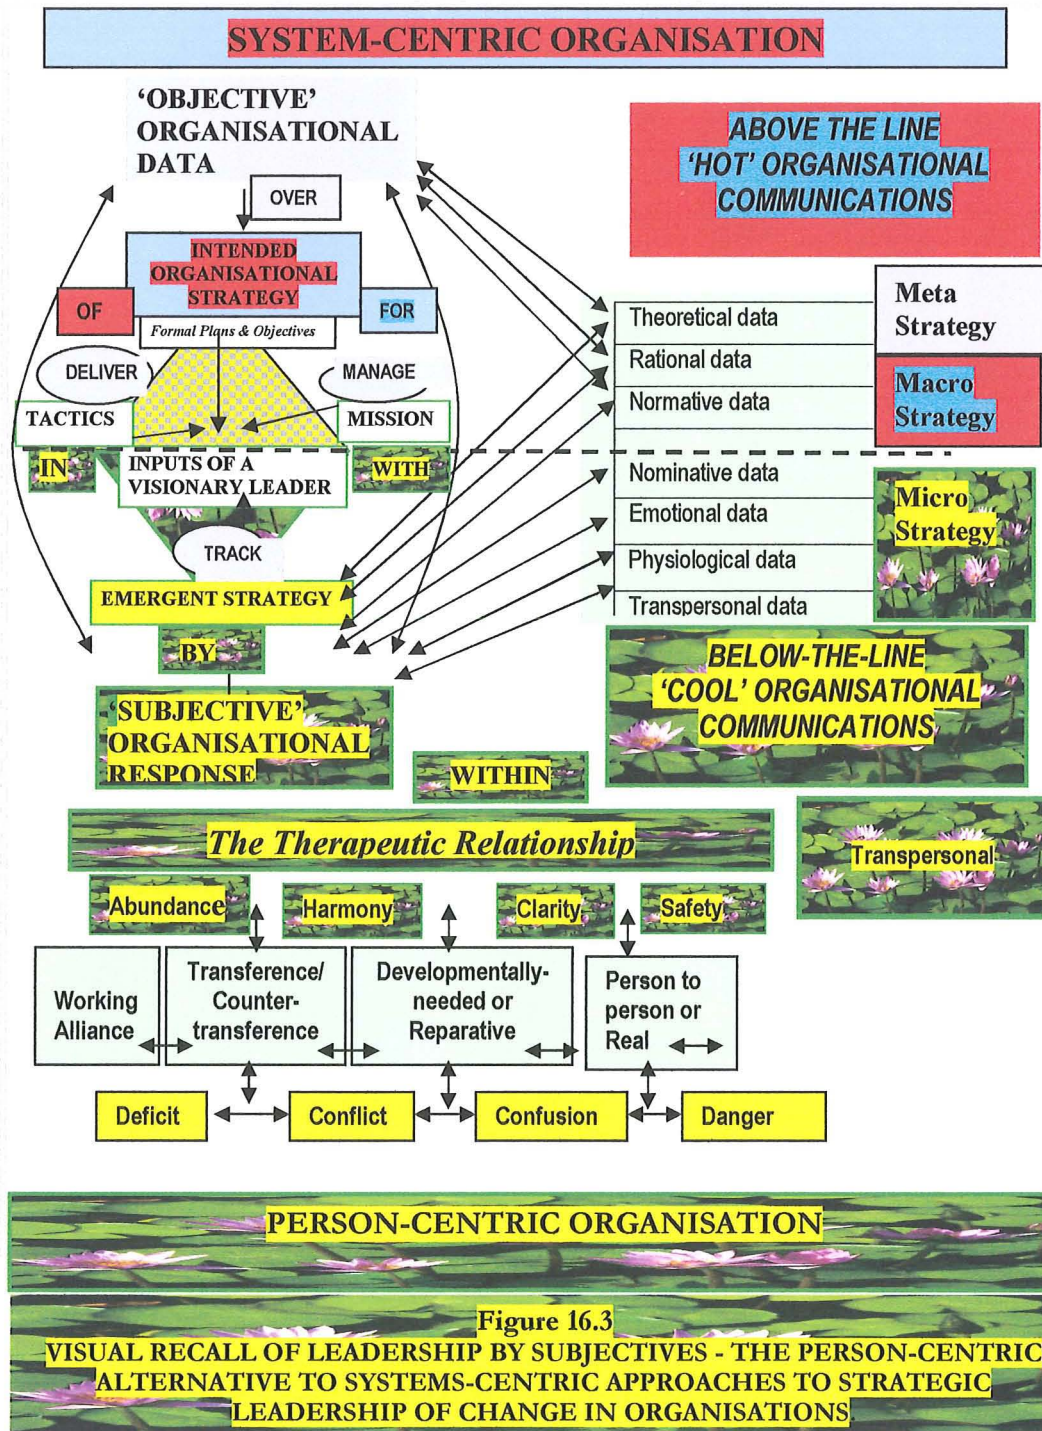 SYSTEM-CENTRIC ORGANISATION
‘OBJECTIVE’
ORGANISATIONAL
DATA
OVER
ABOVE THE LINE
‘HOT’ ORGANISATIONAL
COMMUNICATIONS
INTENDED
ORGANISATIONAL
STRATEGY
OF
FOR
Formal Plans & Objectives
DELIVER
MANAGE
TACTICS
MISSION
IN
INPUTS OF A
VISIONARY LEADER
WITH
TRACK
EMERGENT STRATEGY
BY
‘SUBJECTIVE’
ORGANISATIONAL
RESPONSE
Theoretical data
Rational data
Normative data
Nominative data
Emotional data
Physiological data
Transpersonal data
Meta
Strategy
Macro
Strategy
Micro
Strategy
BELOW-THE-LINE
‘COOL’ ORGANISATIONAL
COMMUNICATIONS
WITHIN
The Therapeutic Relationship
Transpersonal
Abundance
Harmony
Clarity
Safety
Working
Alliance
Transference/
Counter-
transference
Developmentally-
needed or
Reparative
Person to
person or
Real
Deficit
Conflict
Confusion
Danger
PERSON-CENTRIC ORGANISATION
Figure 16.3
VISUAL RECALL OF LEADERSHIP BY SUBJECTIVES - THE PERSON-CENTRIC
ALTERNATIVE TO SYSTEMS-CENTRIC APPROACHES TO STRATEGIC
LEADERSHIP OF CHANGE IN ORGANISATIONS.